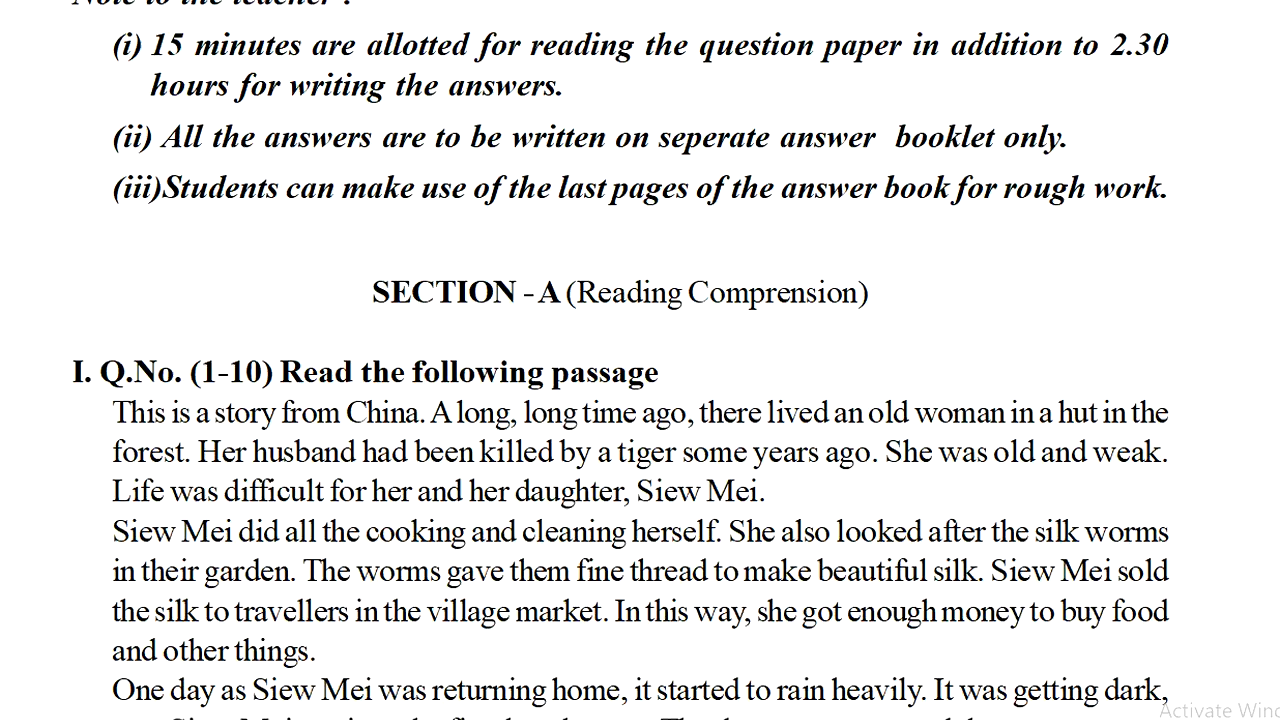 Note to the teacher :
(i) 15 minutes are allotted for reading the question paper in addition to 2.30
hours for writing the answers.
(ii) All the answers are to be written on seperate answer booklet only.
(iii)Students can make use of the last pages of the answer book for rough work.
SECTION - A (Reading Comprension)
I. Q.No. (1-10) Read the following passage
This is a story from China. A long, long time ago, there lived an old woman in a hut in the
forest. Her husband had been killed by a tiger some years ago. She was old and weak.
Life was difficult for her and her daughter, Siew Mei.
Siew Mei did all the cooking and cleaning herself. She also looked after the silk worms
in their garden. The worms gave them fine thread to make beautiful silk. Siew Mei sold
the silk to travellers in the village market. In this way, she got enough money to buy food
and other things.
One day as Siew Mei was returning home, it started to rain heavily. It was getting dark,
Activate Wind